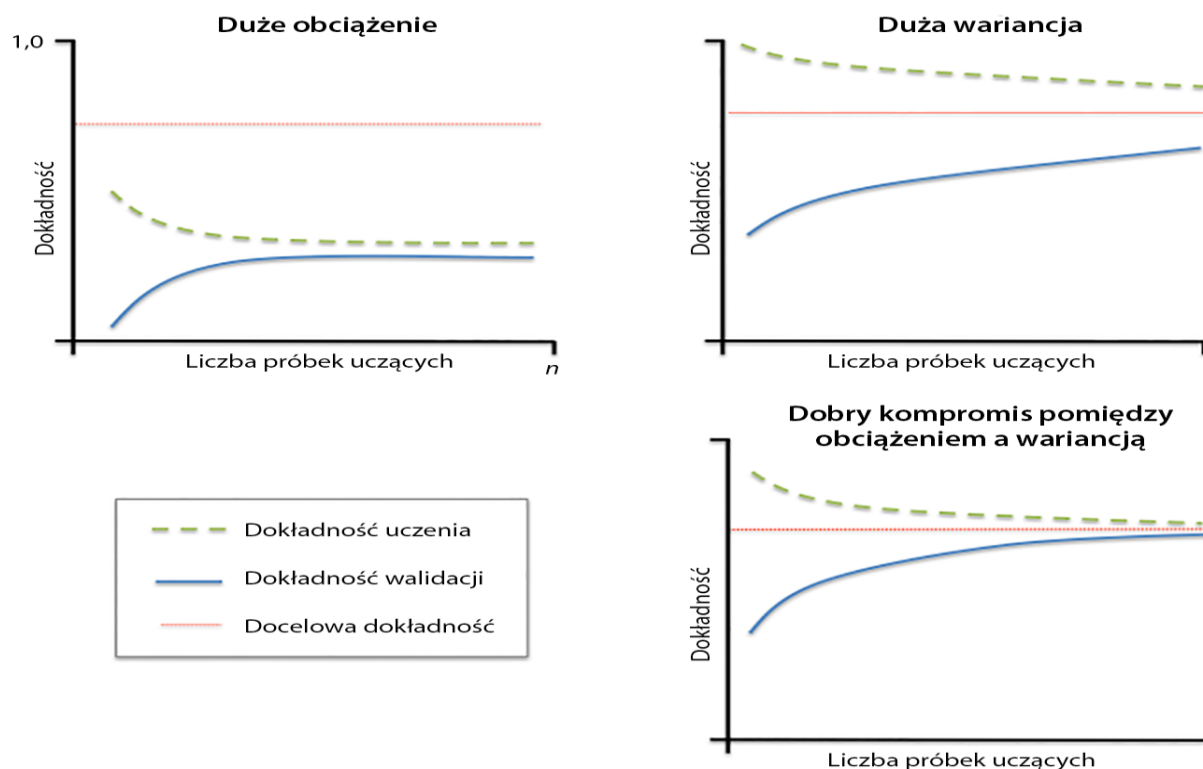 Duże obciążenie
1,0
Dokładność
Liczba próbek uczących
n
Duża wariancja
Dokładność
Liczba próbek uczących
Dokładność uczenia
Dokładność walidacji
Docelowa dokładność
Dobry kompromis pomiędzy
obciążeniem a wariancją
Dokładność
Liczba próbek uczących